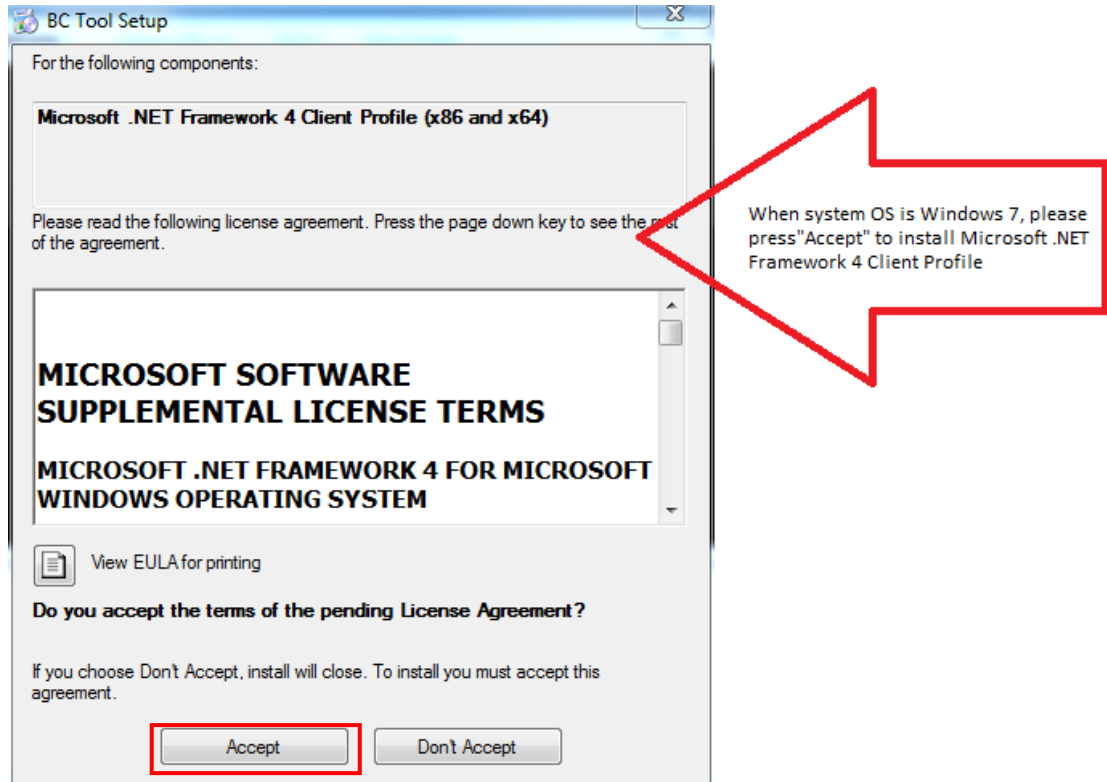 BC Tool Setup
For the following components:
Microsoft .NET Framework 4 Client Profile (x86 and x64)
Please read the following license agreement. Press the page down key to see the rest
of the agreement.
When system OS is Windows 7, please
press"Accept" to install Microsoft .NET
Framework 4 Client Profile
MICROSOFT SOFTWARE
SUPPLEMENTAL LICENSE TERMS
MICROSOFT .NET FRAMEWORK 4 FOR MICROSOFT
WINDOWS OPERATING SYSTEM
View EULA for printing
Do you accept the terms of the pending License Agreement?
If you choose Don't Accept, install will close. To install you must accept this
agreement.
Accept
Don't Accept